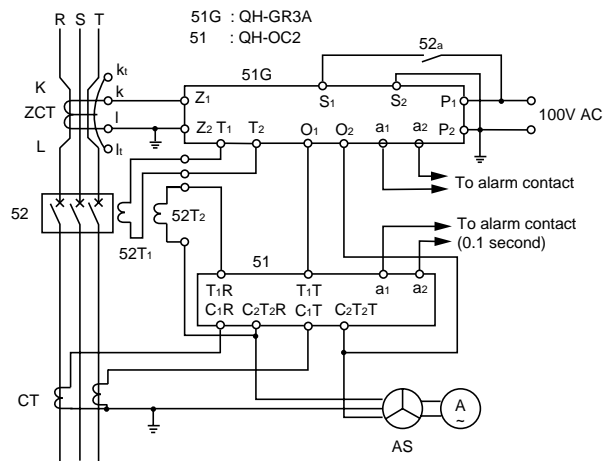 51G : QH-GR3A
51 : QH-OC2
R S T
52a
kt
51G
K
k
Z1
S1
S2
P1
ZCT
l
Z2
T1
T2
O1
O2
a1
a2
P2
100V AC
L
lt
To alarm contact
52
52T2
52T1
To alarm contact
(0.1 second)
51
T1R
T1T
a1
a2
C1R
C2T2R
C1T
C2T2T
CT
A
~
AS